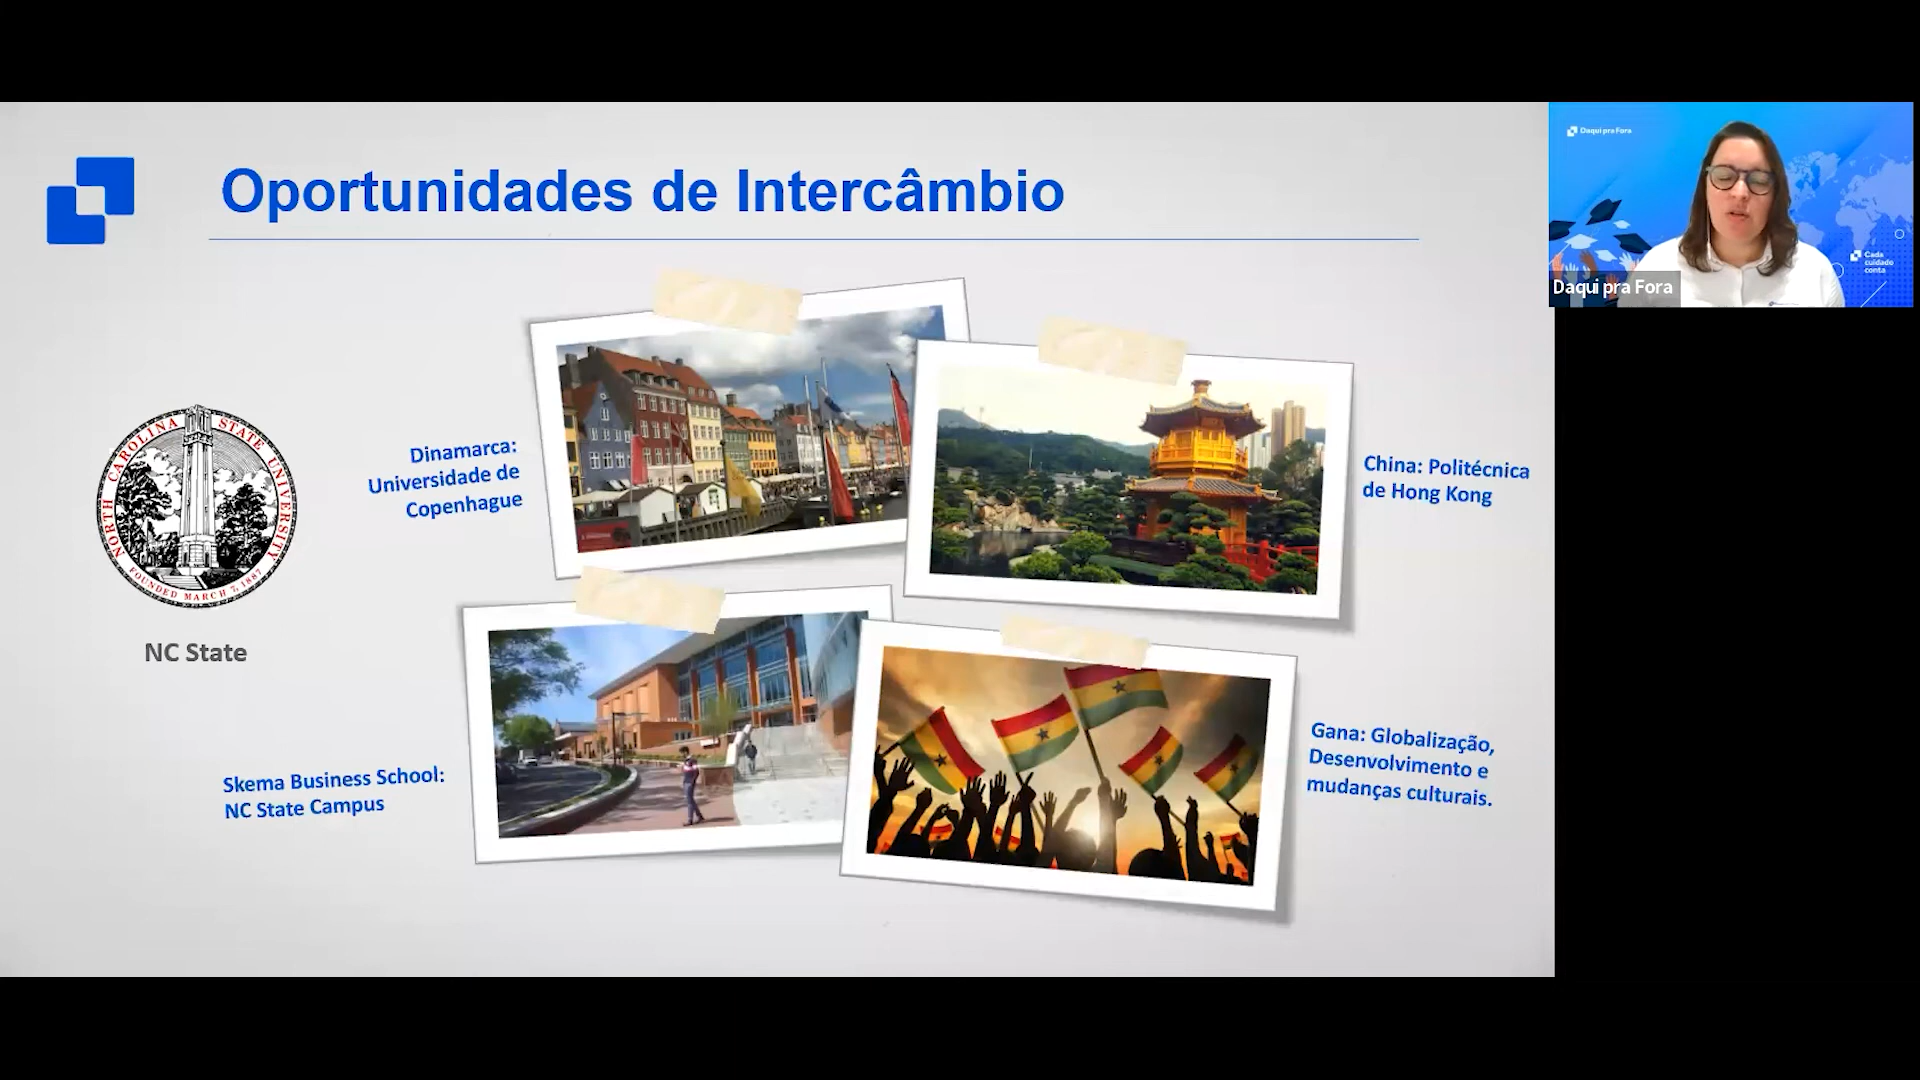 Oportunidades de Intercâmbio
NORTH CAROLINA STATE UNIVERSITY
FOUNDED MARCH 7, 1887
NC State
Dinamarca:
Universidade de
Copenhague
China: Politécnica
de Hong Kong
Skema Business School:
NC State Campus
Gana: Globalização,
Desenvolvimento e
mudanças culturais.
Daqui pra Fora
Cada
cuidado
conta
Daqui pra Fora